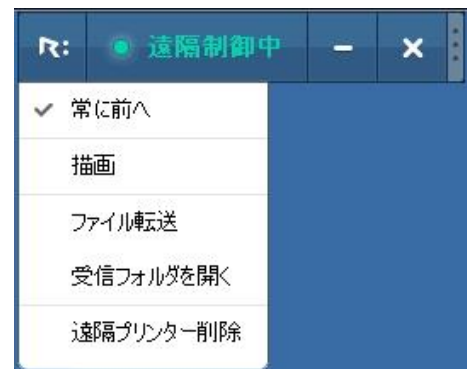 R: 遠隔制御中
常に前へ
描画
ファイル転送
受信フォルダを開く
遠隔プリンター削除